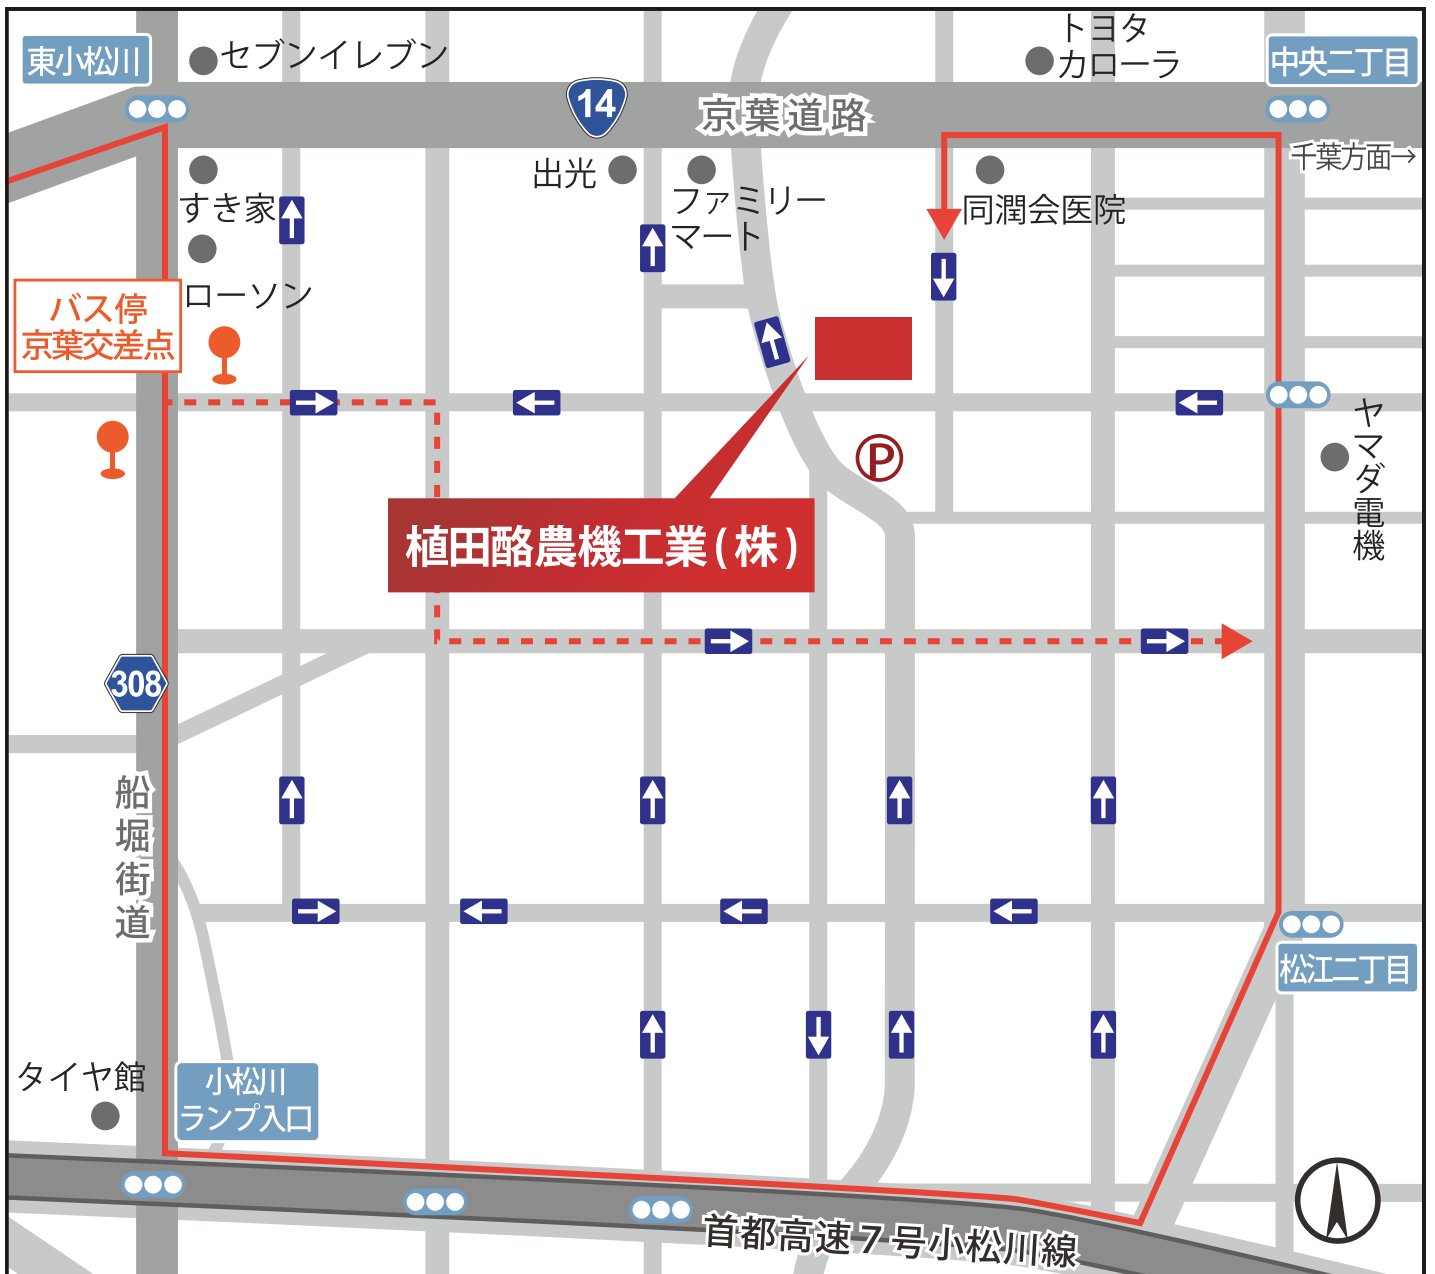 東小松川
セブンイレブン
トヨタ
カローラ
中央二丁目
14
京葉道路
千葉方面→
出光
ファミリー
マート
すき家
同潤会医院
ローソン
バス停
京葉交差点
P
ヤマダ電機
植田酪農機工業(株)
308
船堀街道
松江二丁目
タイヤ館
小松川
ランプ入口
首都高速7号小松川線